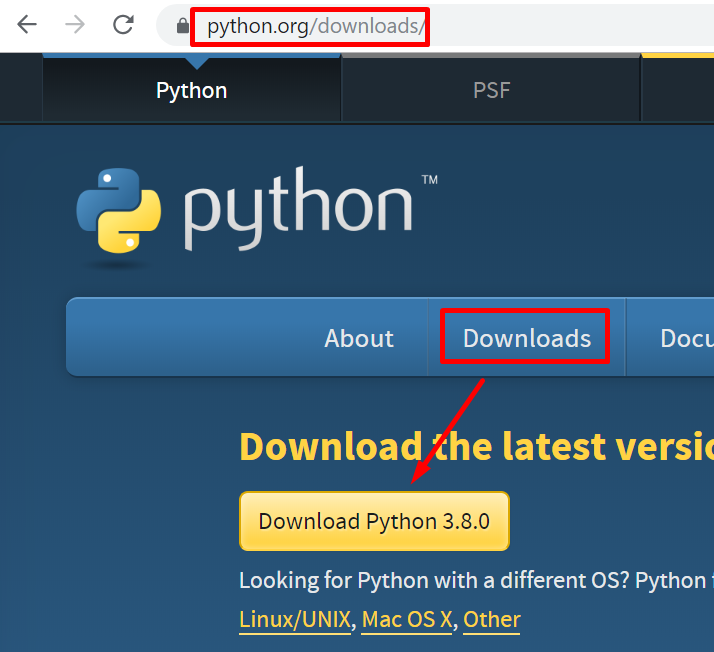 python.org/downloads/
Python
PSF
python™
About
Downloads
Docu
Download the latest versio
Download Python 3.8.0
Looking for Python with a different OS? Python f
Linux/UNIX, Mac OS X, Other